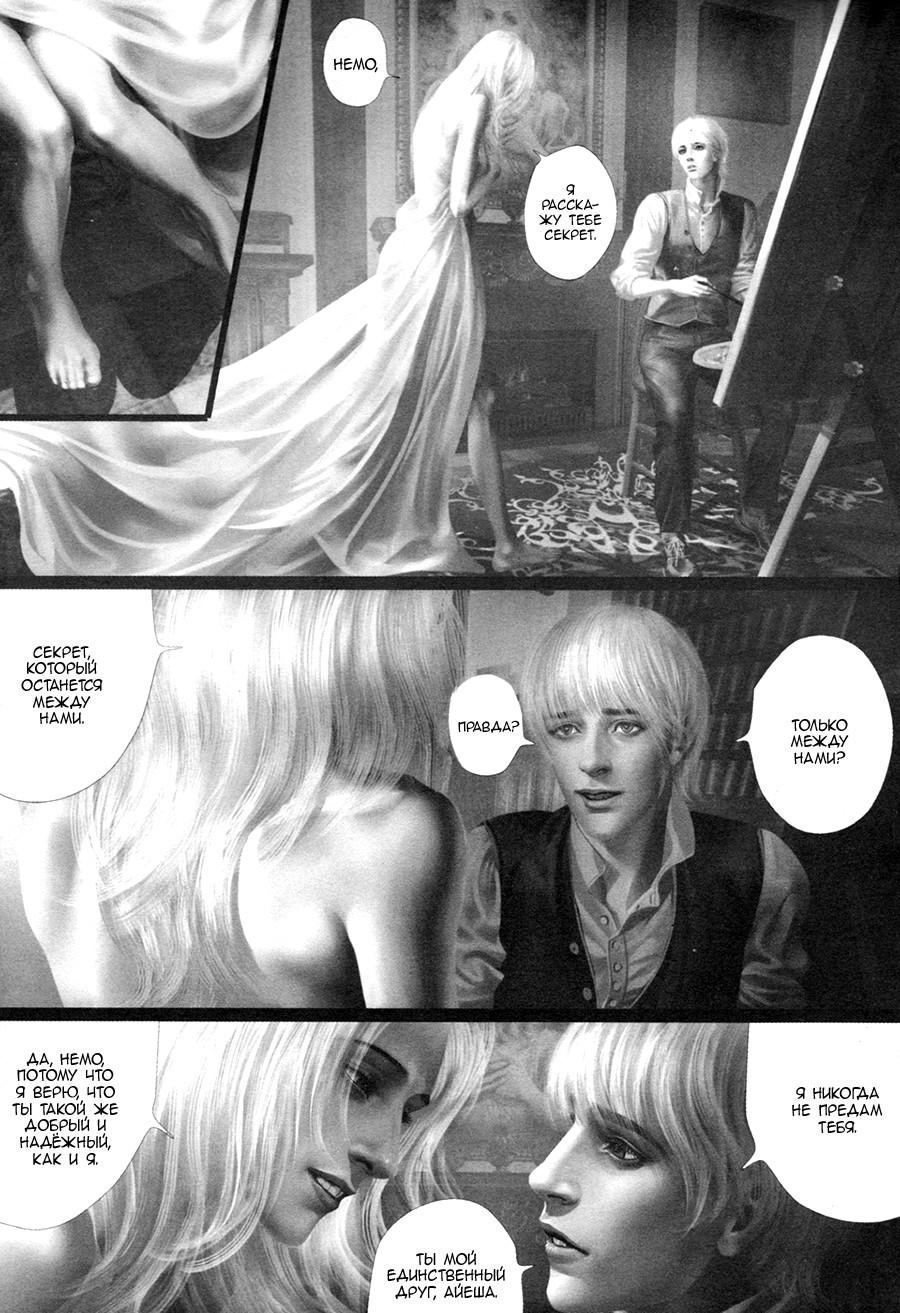 НЕМО,
Я
РАССКА-
ЖУ ТЕБЕ
СЕКРЕТ.
СЕКРЕТ,
КОТОРЫЙ
ОСТАНЕТСЯ
МЕЖДУ
НАМИ.
ПРАВДА?
ТОЛЬКО
МЕЖДУ
НАМИ?
ДА, НЕМО,
ПОТОМУ ЧТО
Я ВЕРЮ, ЧТО
ТЫ ТАКОЙ ЖЕ
ДОБРЫЙ И
НАДЁЖНЫЙ,
КАК И Я.
Я НИКОГДА
НЕ ПРЕДАМ
ТЕБЯ.
ТЫ МОЙ
ЕДИНСТВЕННЫЙ
ДРУГ, АЙЕША.